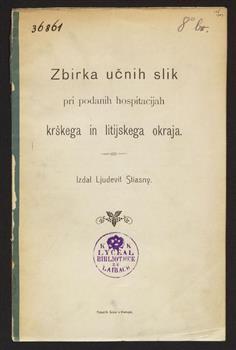 36861
8° br.
Zbirka učnih slik
pri podanih hospitacijah
krškega in litijskega okraja.
Izdal Ljudevit Stiasny.
K K
LYCEAL
BIBLIOTHEK
ZU
LAIBACH